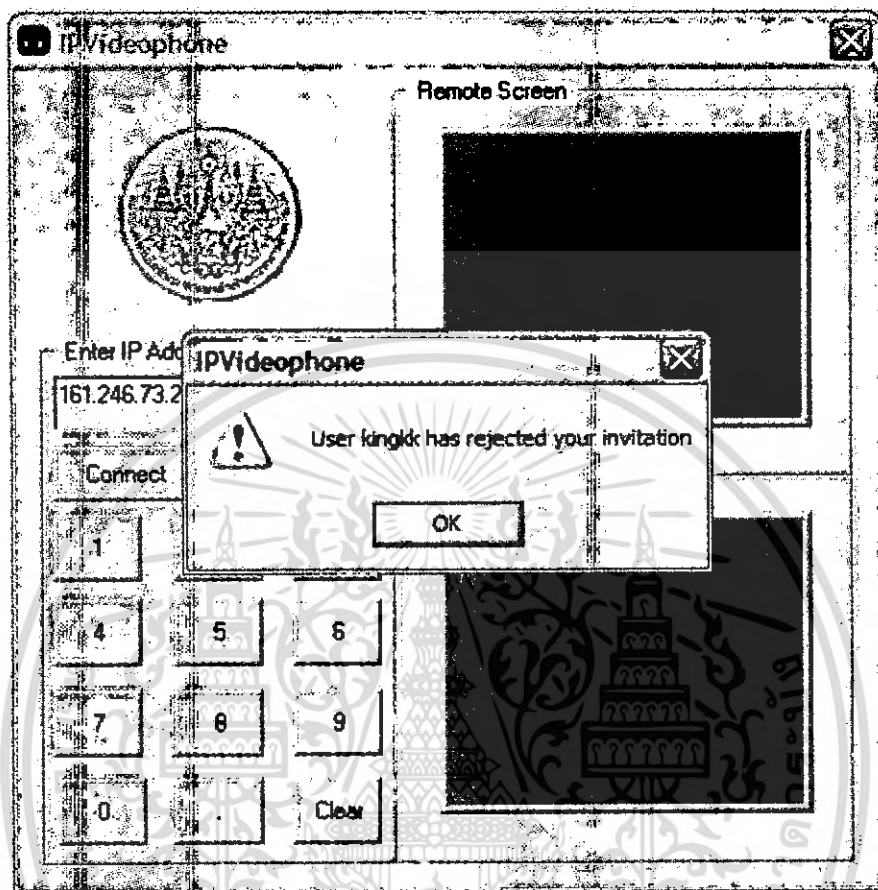 IPVideophone
Remote Screen
Enter IP Add
161.246.73.2
Connect
IPVideophone
User kingkk has rejected your invitation
OK
1
4 5 6
7 8 9
0 . Clear